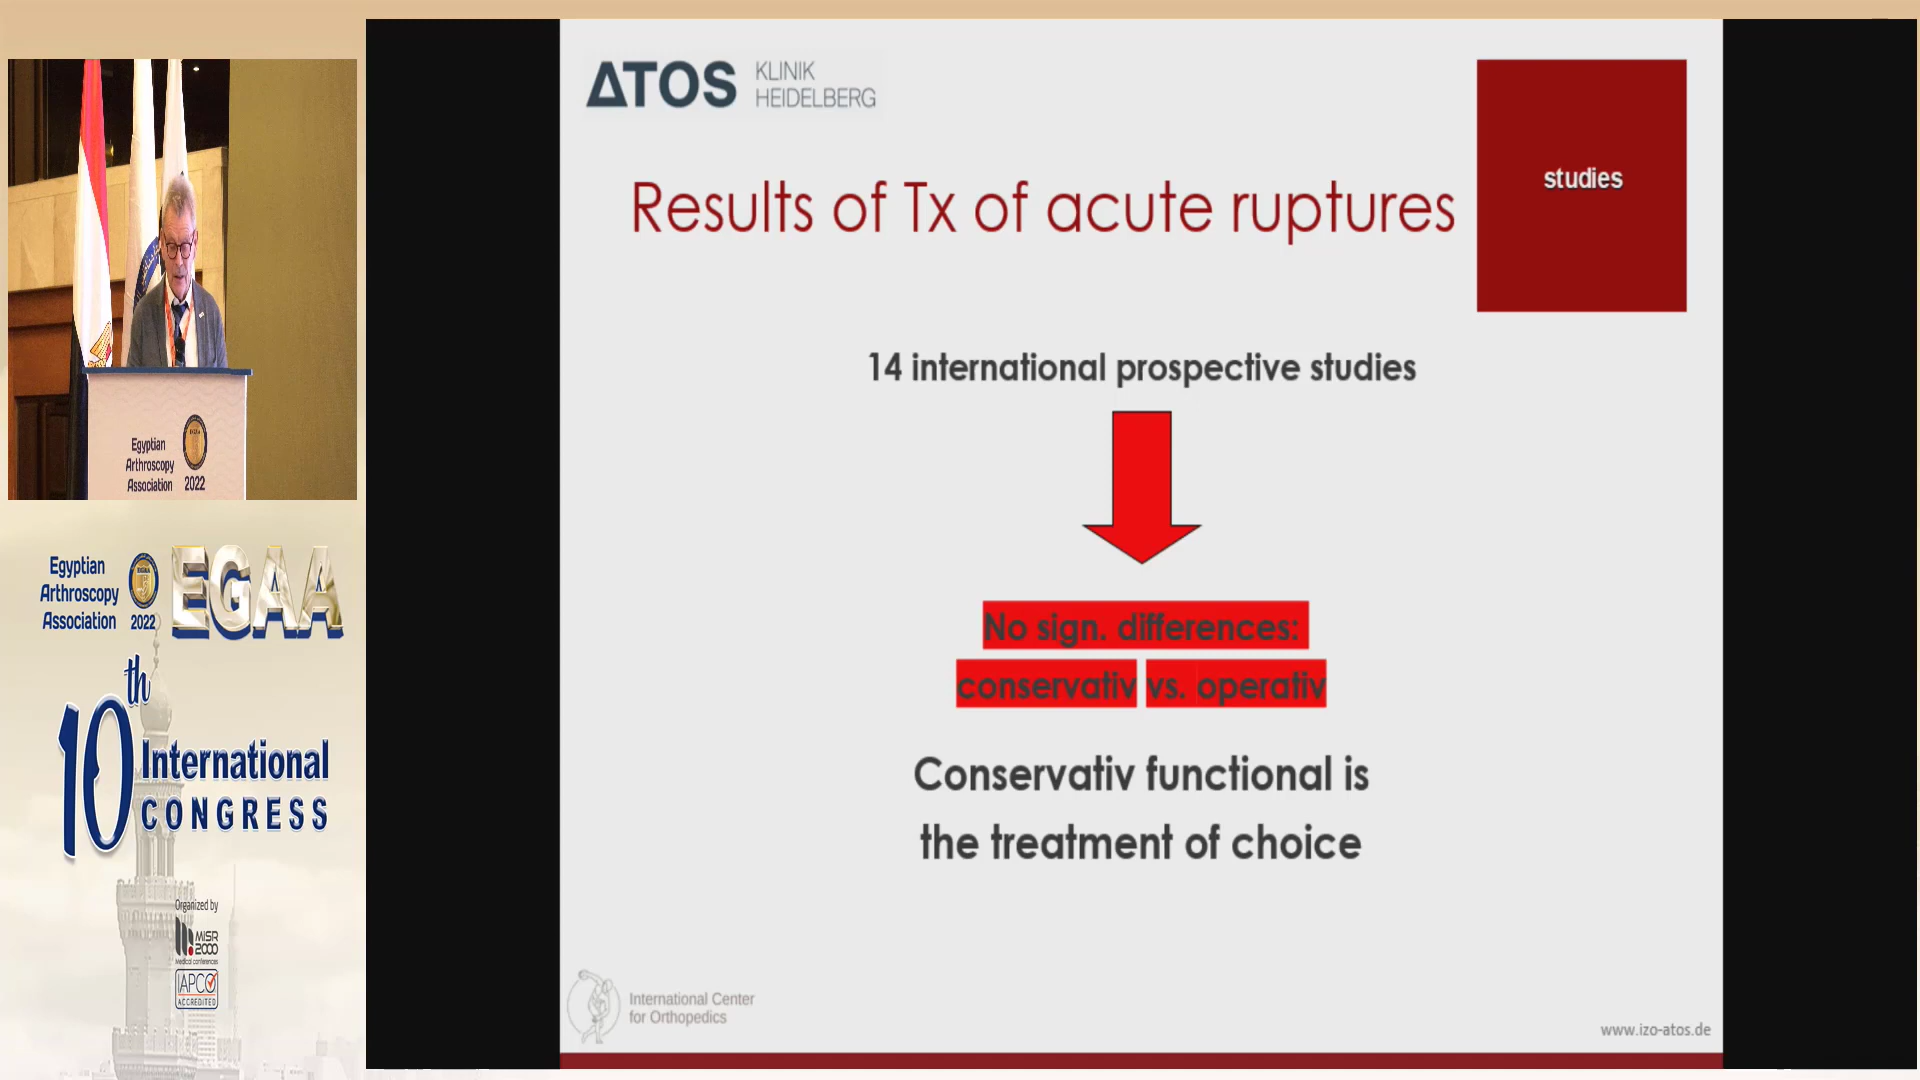 Egyptian
Arthroscopy
Association 2022
Egyptian
Arthroscopy
Association 2022
EGAA
10th
International
CONGRESS
Organized by
MiSR
2000
Medical conferences
IAPCO
ACCREDITED
ATOS KLINIK
HEIDELBERG
studies
Results of Tx of acute ruptures
14 international prospective studies
No sign. differences:
conservativ vs. operativ
Conservativ functional is
the treatment of choice
International Center
for Orthopedics
www.izo-atos.de